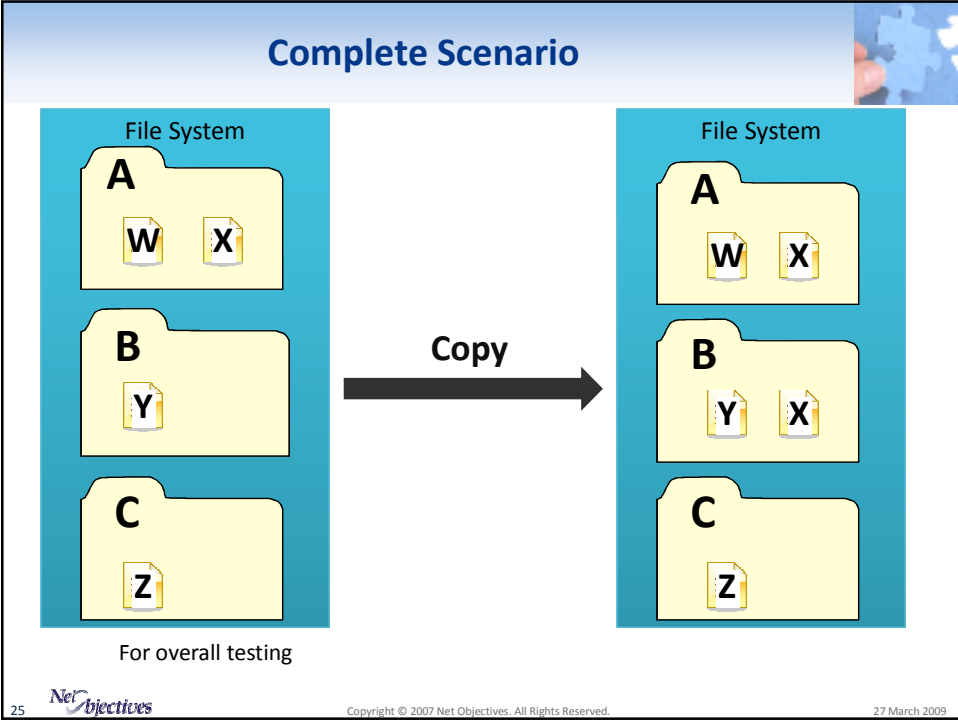 Complete Scenario
File System
A
W X
B
Y
C
Z
For overall testing
Copy
File System
A
W X
B
Y X
C
Z
25
Net Objectives
Copyright © 2007 Net Objectives. All Rights Reserved.
27 March 2009